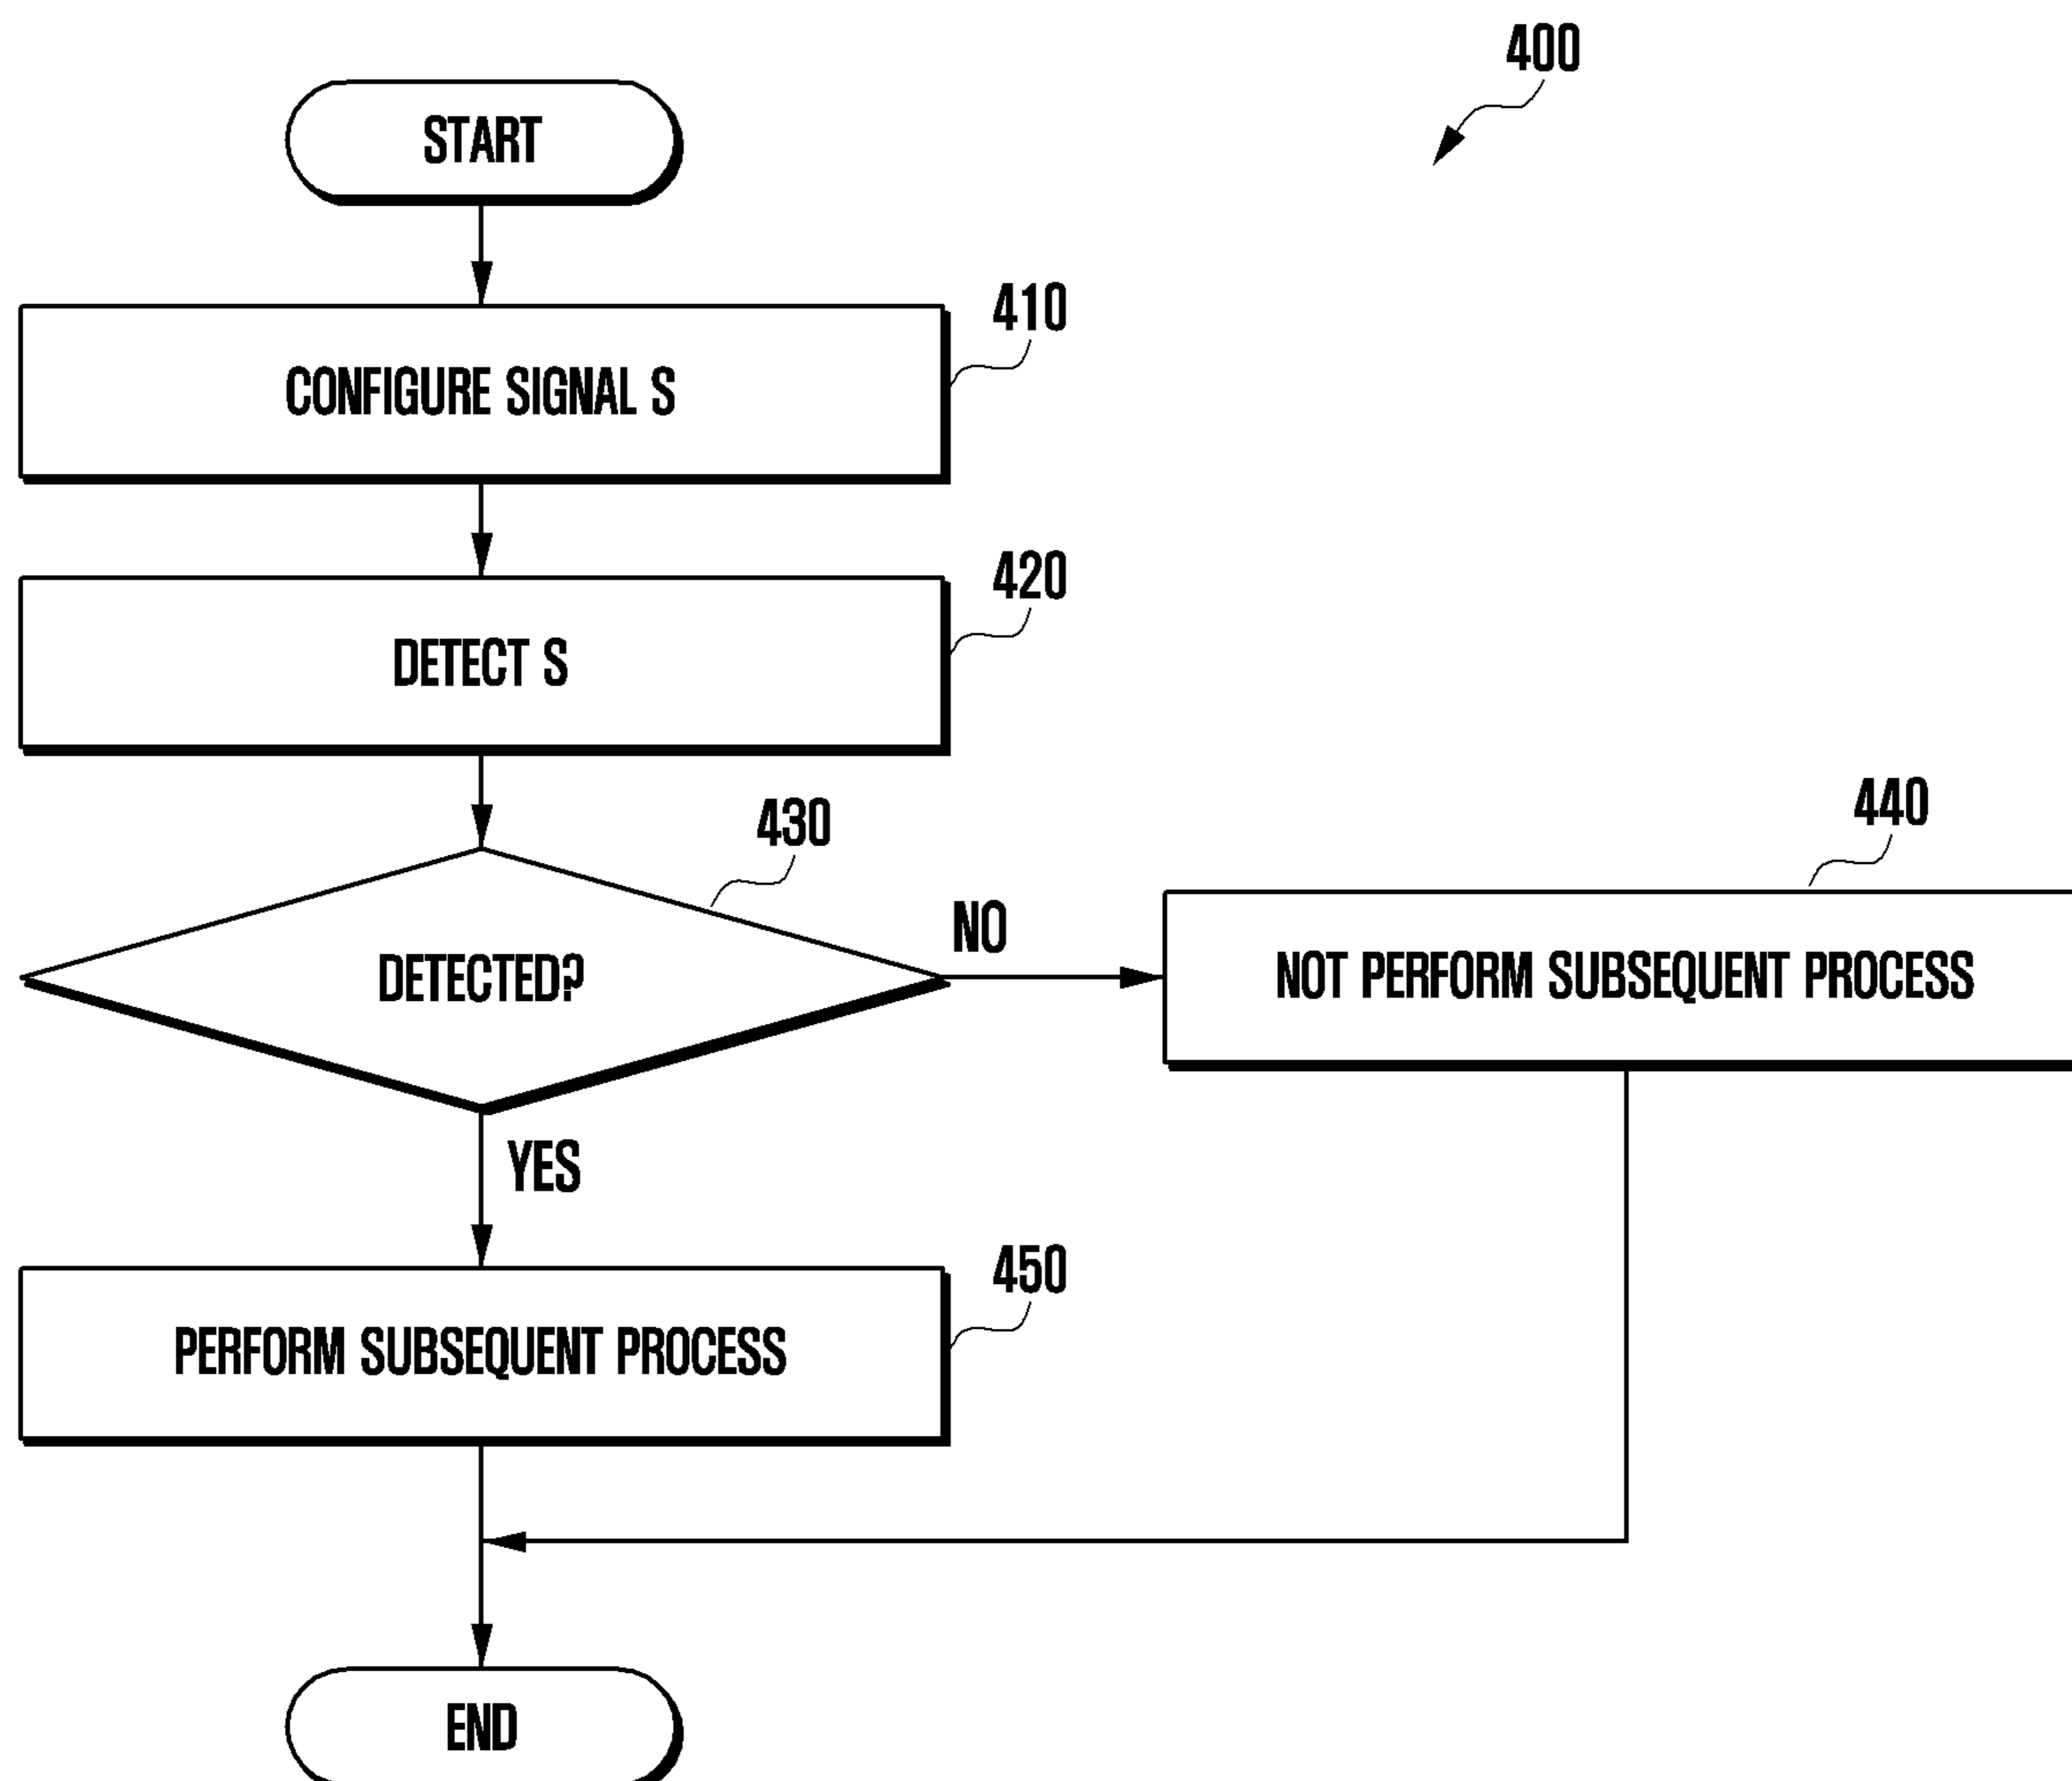 400
START
410
CONFIGURE SIGNAL S
420
DETECT S
430
440
DETECTED?
NO
NOT PERFORM SUBSEQUENT PROCESS
YES
450
PERFORM SUBSEQUENT PROCESS
END